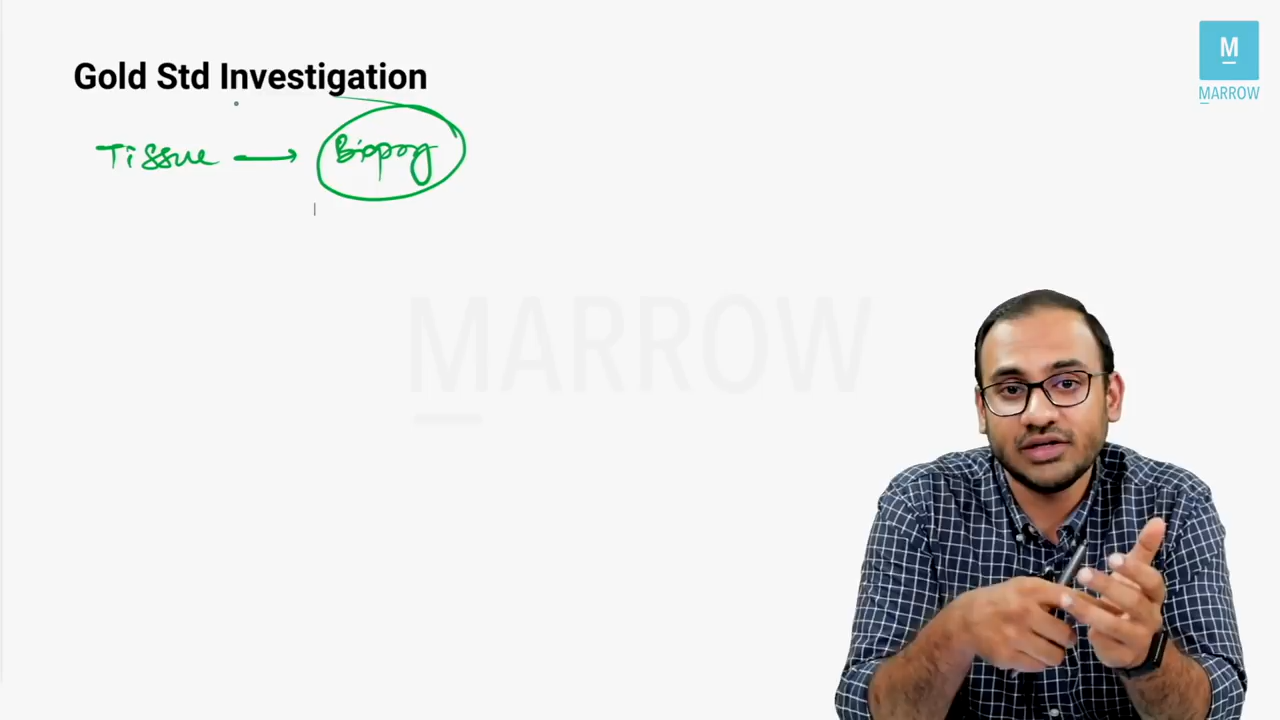 Gold Std Investigation
Tissue → Biopsy
M
MARROW
MARROW